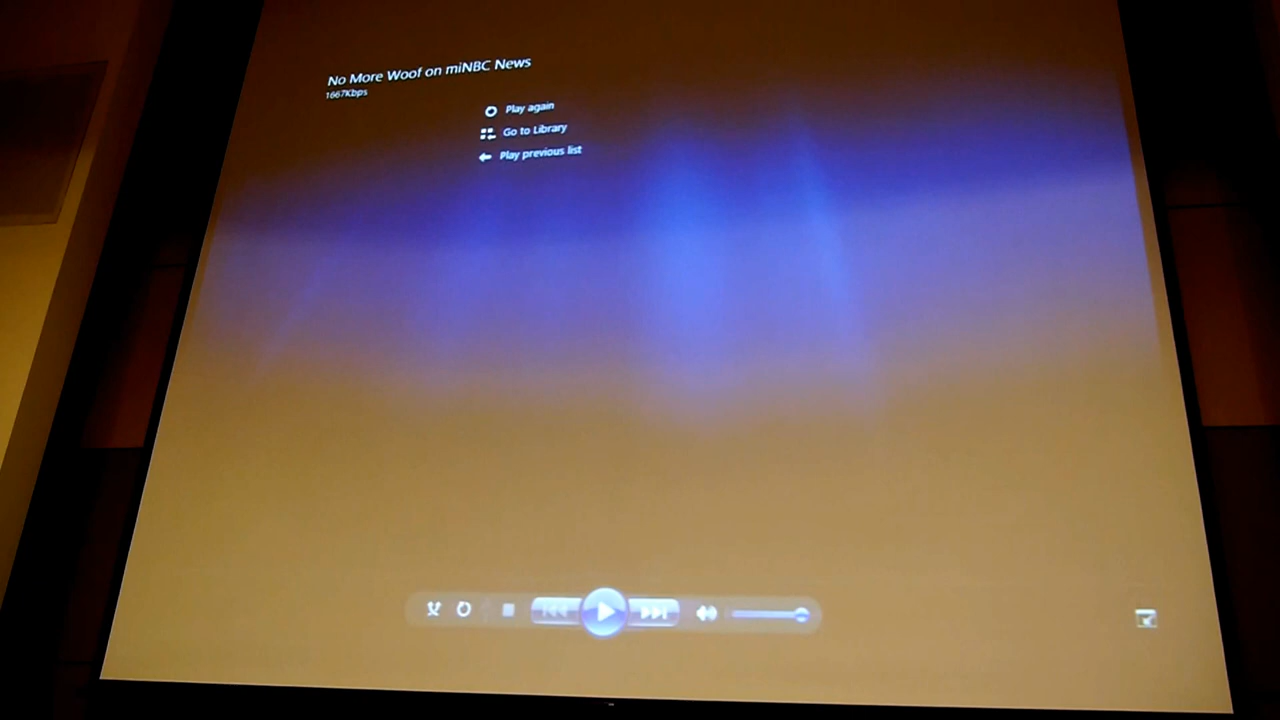 No More Woof on miNBC News
1667Kbps
Play again
Go to Library
Play previous list